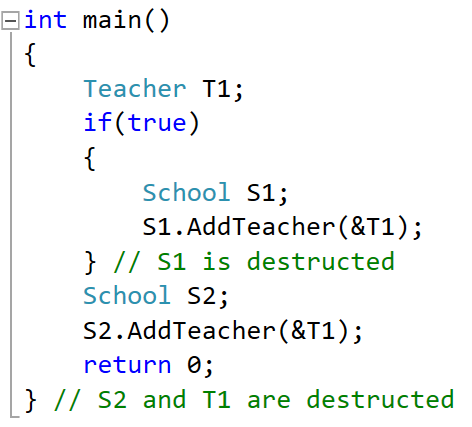 int main()
{
    Teacher T1;
    if(true)
    {
        School S1;
        S1.AddTeacher(&T1);
    } // S1 is destructed
    School S2;
    S2.AddTeacher(&T1);
    return 0;
} // S2 and T1 are destructed